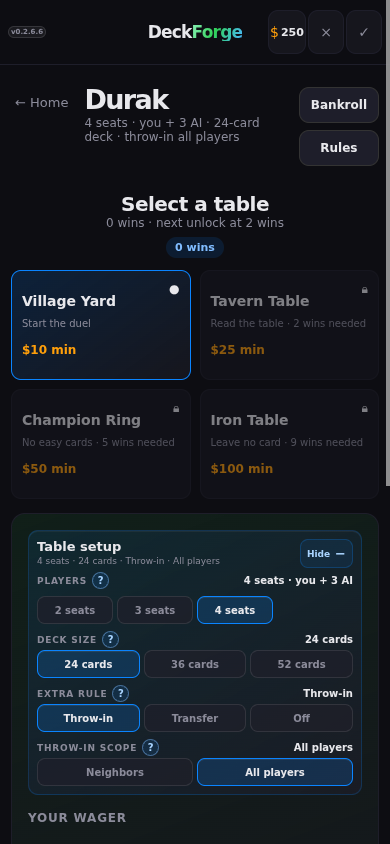 v0.2.6.6
DeckForge
$ 250
×
✓
← Home
Durak
4 seats · you + 3 AI · 24-card
deck · throw-in all players
Bankroll
Rules
Select a table
0 wins · next unlock at 2 wins
0 wins
Village Yard
Start the duel
$10 min
Tavern Table
Read the table · 2 wins needed
$25 min
Champion Ring
No easy cards · 5 wins needed
$50 min
Iron Table
Leave no card · 9 wins needed
$100 min
Table setup
4 seats · 24 cards · Throw-in · All players
Hide —
PLAYERS ?
4 seats · you + 3 AI
2 seats
3 seats
4 seats
DECK SIZE ?
24 cards
24 cards
36 cards
52 cards
EXTRA RULE ?
Throw-in
Throw-in
Transfer
Off
THROW-IN SCOPE ?
All players
Neighbors
All players
YOUR WAGER